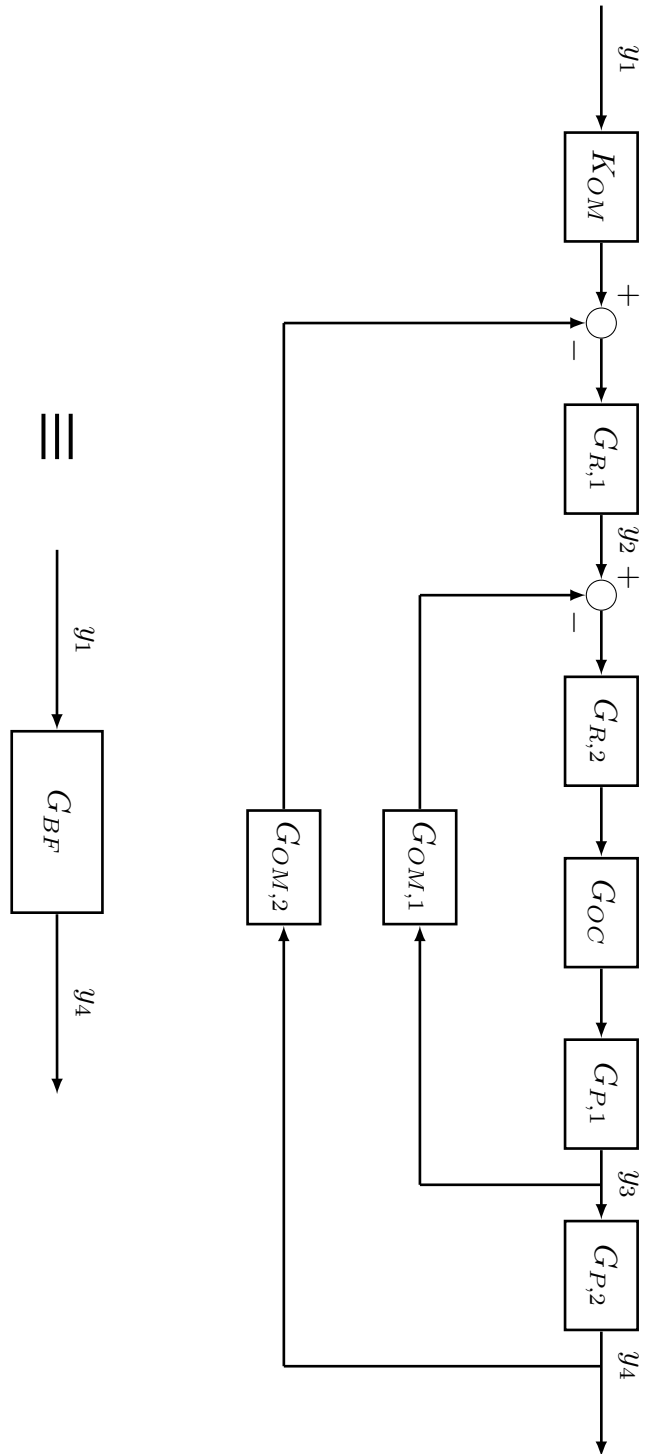 y1
K_OM
+
−
G_R,1
y2
+
−
G_R,2
G_OC
G_P,1
y3
G_P,2
y4
G_OM,1
G_OM,2
≡
y1
G_BF
y4